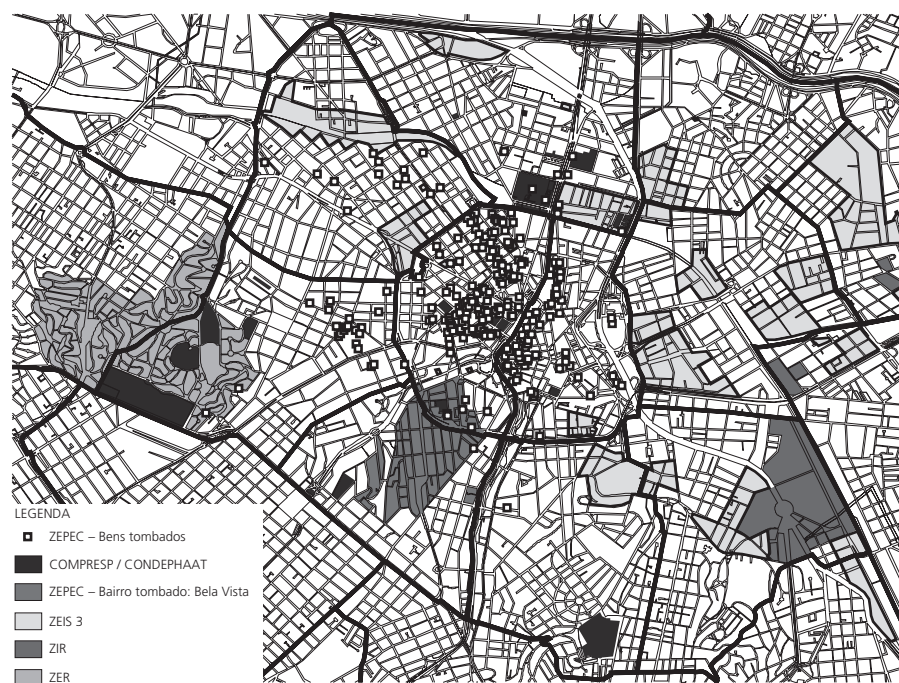 LEGENDA
ZEPEC – Bens tombados
COMPRESP / CONDEPHAAT
ZEPEC – Bairro tombado: Bela Vista
ZEIS 3
ZIR
ZER